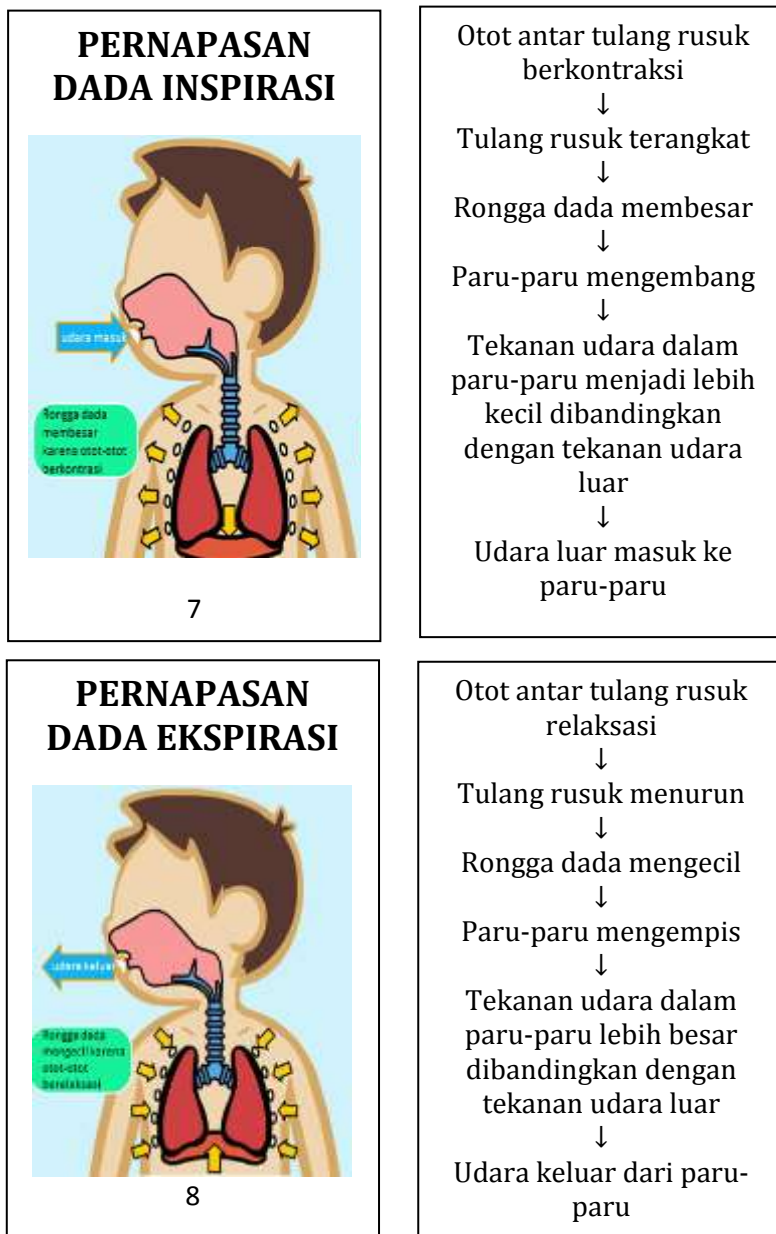 PERNAPASAN
DADA INSPIRASI
udara masuk
Rongga dada
membesar
karena otot-otot
berkontrasi
7
Otot antar tulang rusuk
berkontraksi
↓
Tulang rusuk terangkat
↓
Rongga dada membesar
↓
Paru-paru mengembang
↓
Tekanan udara dalam
paru-paru menjadi lebih
kecil dibandingkan
dengan tekanan udara
luar
↓
Udara luar masuk ke
paru-paru
PERNAPASAN
DADA EKSPIRASI
udara keluar
Rongga dada
mengecil karena
otot-otot
berelaksasi
8
Otot antar tulang rusuk
relaksasi
↓
Tulang rusuk menurun
↓
Rongga dada mengecil
↓
Paru-paru mengempis
↓
Tekanan udara dalam
paru-paru lebih besar
dibandingkan dengan
tekanan udara luar
↓
Udara keluar dari paru-
paru